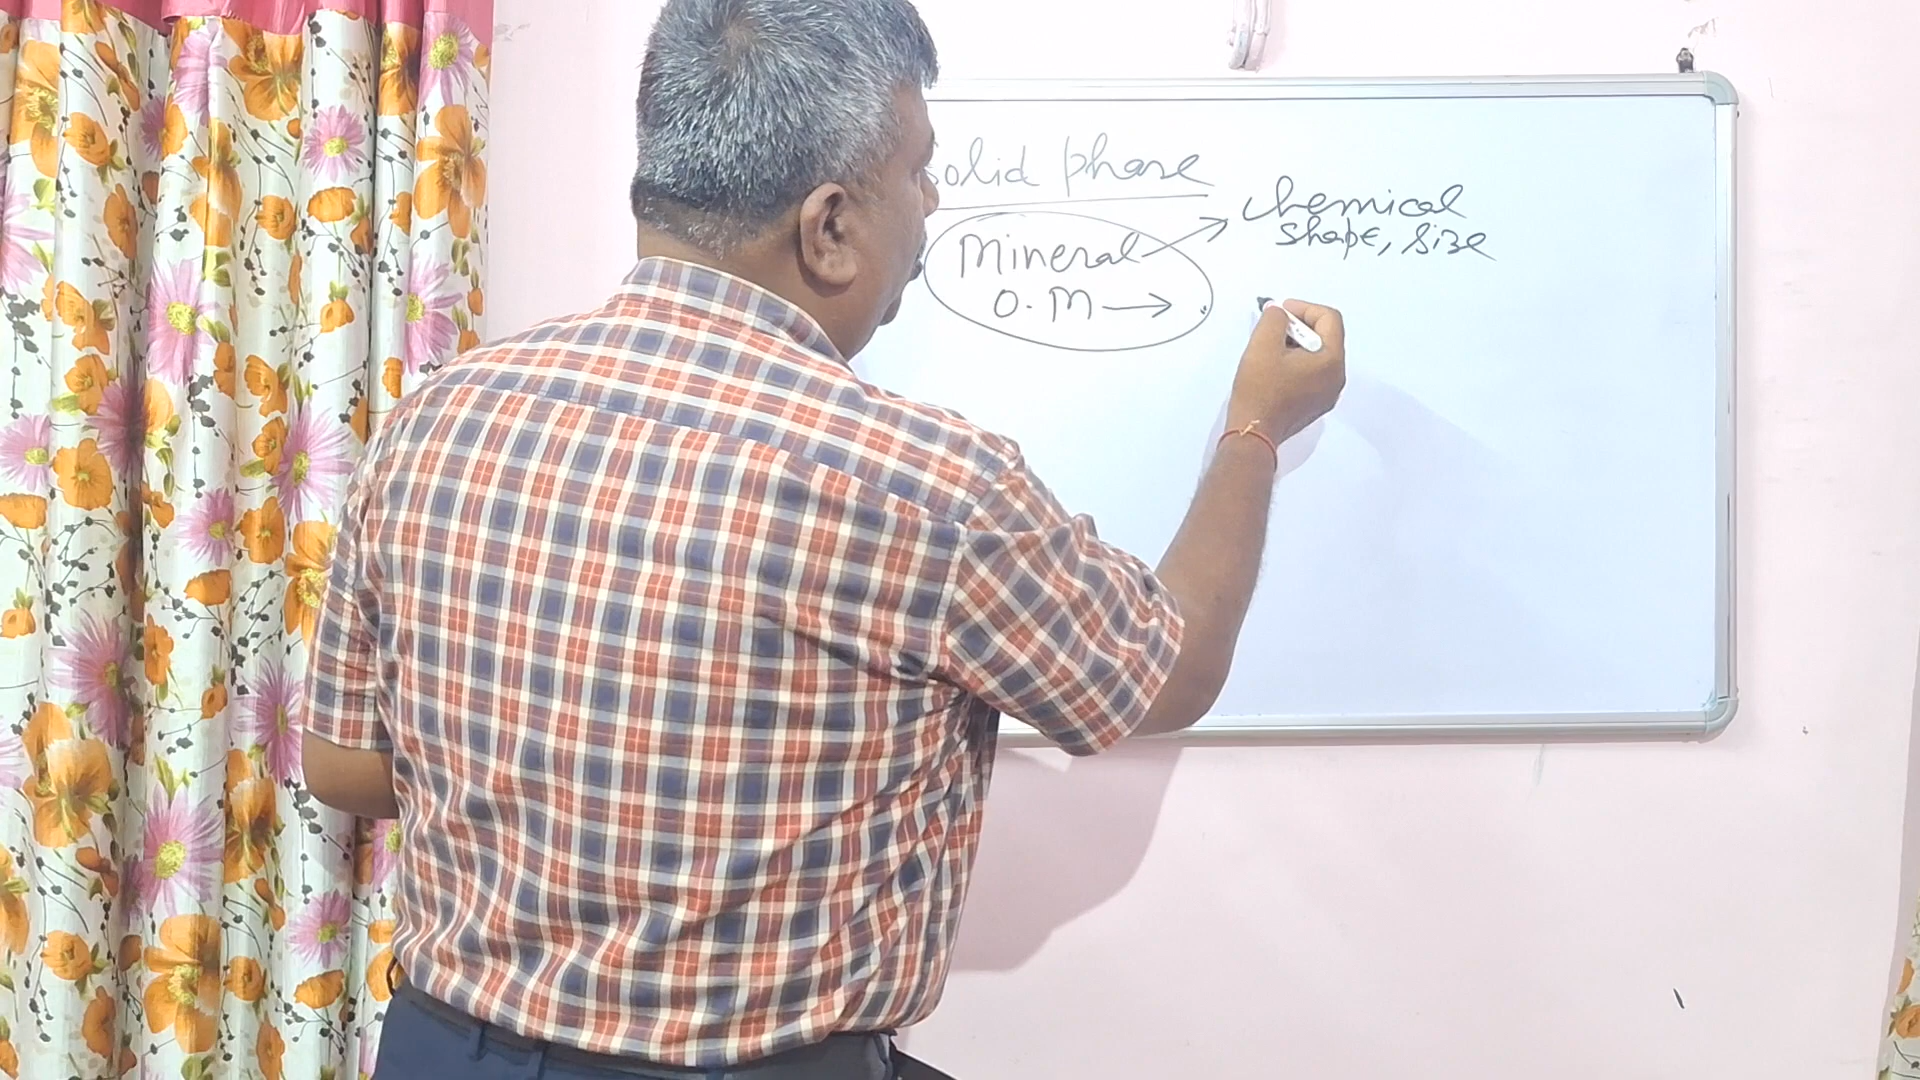 Solid phase
Mineral → chemical
shape, size
O.M →